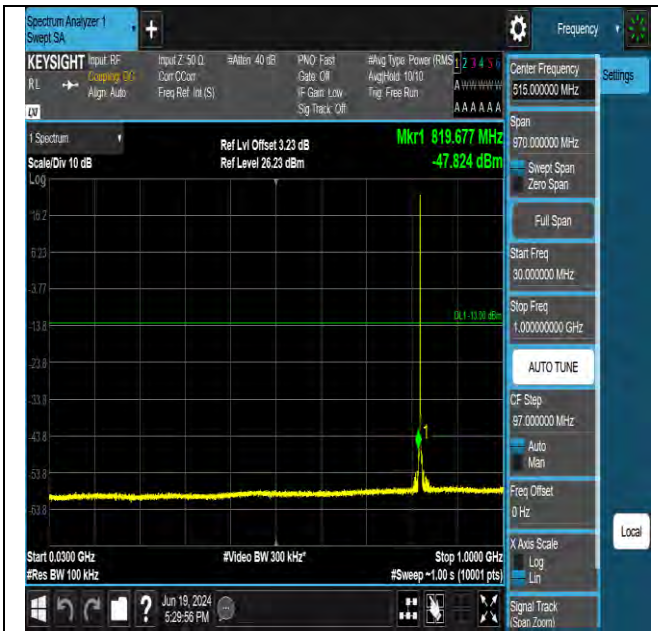 Spectrum Analyzer 1
Swept SA
+
Frequency
KEYSIGHT
RL
Input: RF
Coupling: DC
Align: Auto
Input Z: 50 Ω
Corr CCorr
Freq Ref: Int (S)
#Atten: 40 dB
PNO: Fast
Gate: Off
IF Gain: Low
Sig Track: Off
#Avg Type: Power (RMS
Avg|Hold: 10/10
Trig: Free Run
1 2 3 4 5 6
A W W W W W
A A A A A A
1 Spectrum
Scale/Div 10 dB
Log
Ref Lvl Offset 3.23 dB
Ref Level 26.23 dBm
Mkr1 819.677 MHz
-47.824 dBm
16.2
6.23
-3.77
-13.8
-23.8
-33.8
-43.8
-53.8
-63.8
DL1 -13.00 dBm
1
Start 0.0300 GHz
#Res BW 100 kHz
#Video BW 300 kHz*
Stop 1.0000 GHz
#Sweep ~1.00 s (10001 pts)
Center Frequency
515.000000 MHz
Settings
Span
970.000000 MHz
Swept Span
Zero Span
Full Span
Start Freq
30.000000 MHz
Stop Freq
1.000000000 GHz
AUTO TUNE
CF Step
97.000000 MHz
Auto
Man
Freq Offset
0 Hz
X Axis Scale
Log
Lin
Signal Track
(Span Zoom)
Local
?
Jun 19, 2024
5:29:56 PM